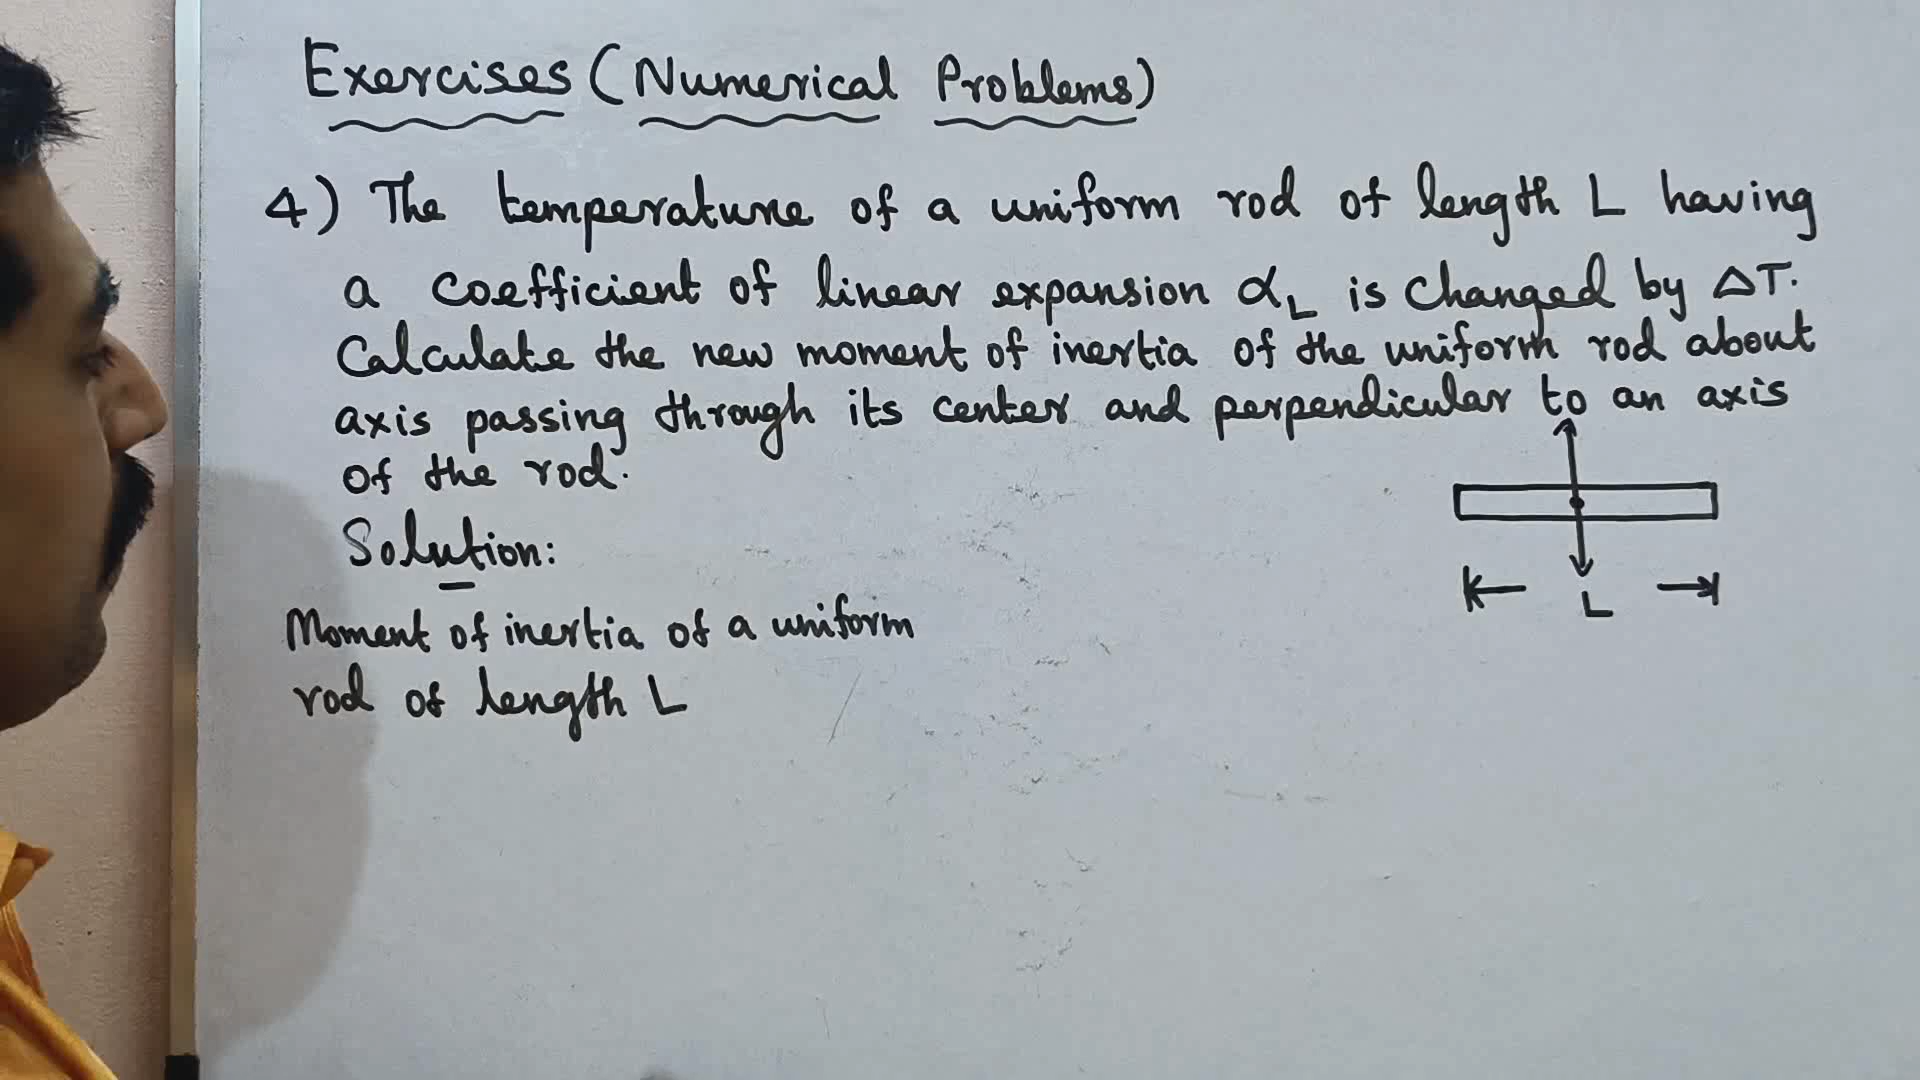 Exercises (Numerical Problems)
4) The temperature of a uniform rod of length L having
a coefficient of linear expansion αL is changed by ΔT.
Calculate the new moment of inertia of the uniform rod about
axis passing through its center and perpendicular to an axis
of the rod.
Solution:
L
Moment of inertia of a uniform
rod of length L